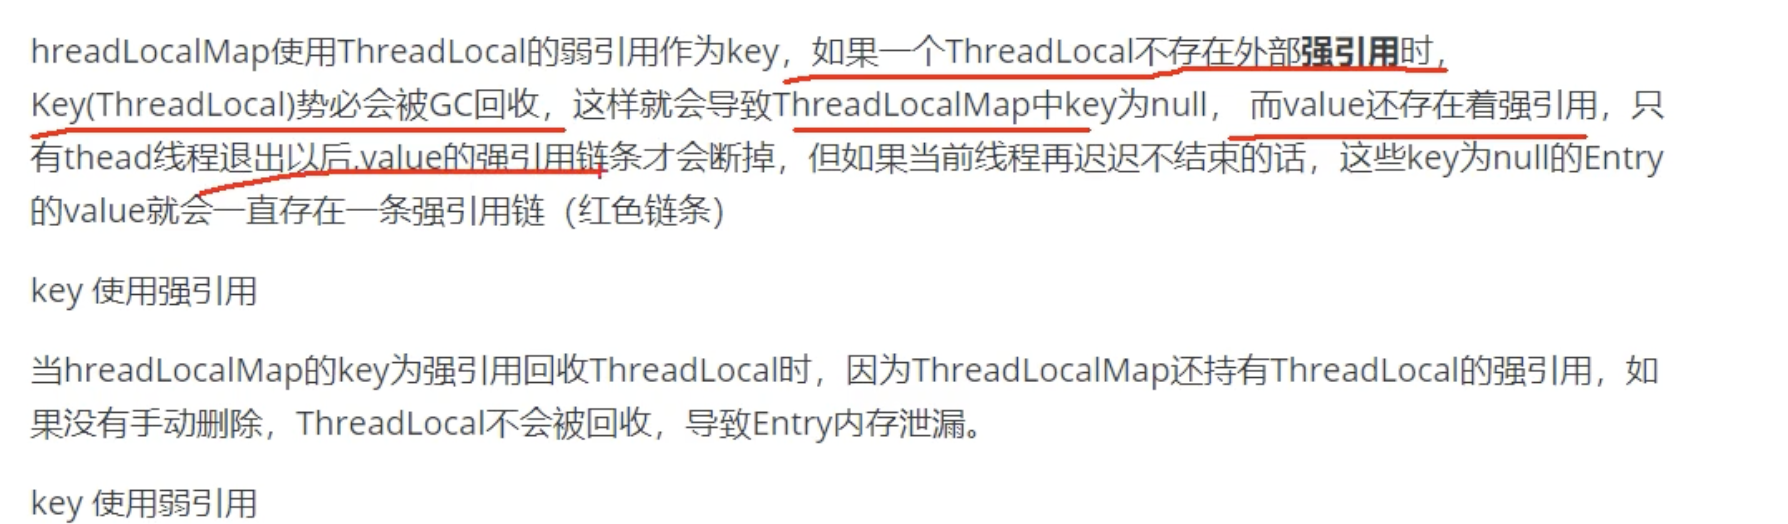 hreadLocalMap使用ThreadLocal的弱引用作为key，如果一个ThreadLocal不存在外部强引用时，
Key(ThreadLocal)势必会被GC回收，这样就会导致ThreadLocalMap中key为null， 而value还存在着强引用，只
有thead线程退出以后,value的强引用链条才会断掉，但如果当前线程再迟迟不结束的话，这些key为null的Entry
的value就会一直存在一条强引用链（红色链条）
key 使用强引用
当hreadLocalMap的key为强引用回收ThreadLocal时，因为ThreadLocalMap还持有ThreadLocal的强引用，如
果没有手动删除，ThreadLocal不会被回收，导致Entry内存泄漏。
key 使用弱引用